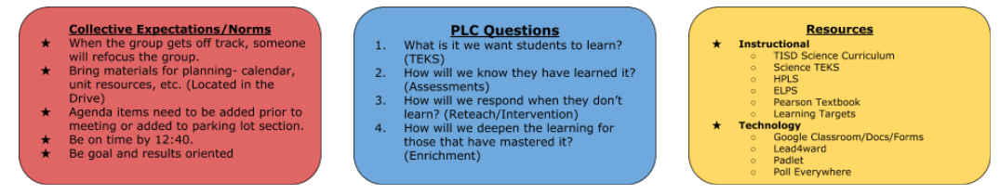 Collective Expectations/Norms
★ When the group gets off track, someone
will refocus the group.
★ Bring materials for planning- calendar,
unit resources, etc. (Located in the
Drive)
★ Agenda items need to be added prior to
meeting or added to parking lot section.
★ Be on time by 12:40.
★ Be goal and results oriented
PLC Questions
1. What is it we want students to learn?
(TEKS)
2. How will we know they have learned it?
(Assessments)
3. How will we respond when they don't
learn? (Reteach/Intervention)
4. How will we deepen the learning for
those that have mastered it?
(Enrichment)
Resources
★ Instructional
○ TISD Science Curriculum
○ Science TEKS
○ HPLS
○ ELPS
○ Pearson Textbook
○ Learning Targets
★ Technology
○ Google Classroom/Docs/Forms
○ Lead4ward
○ Padlet
○ Poll Everywhere